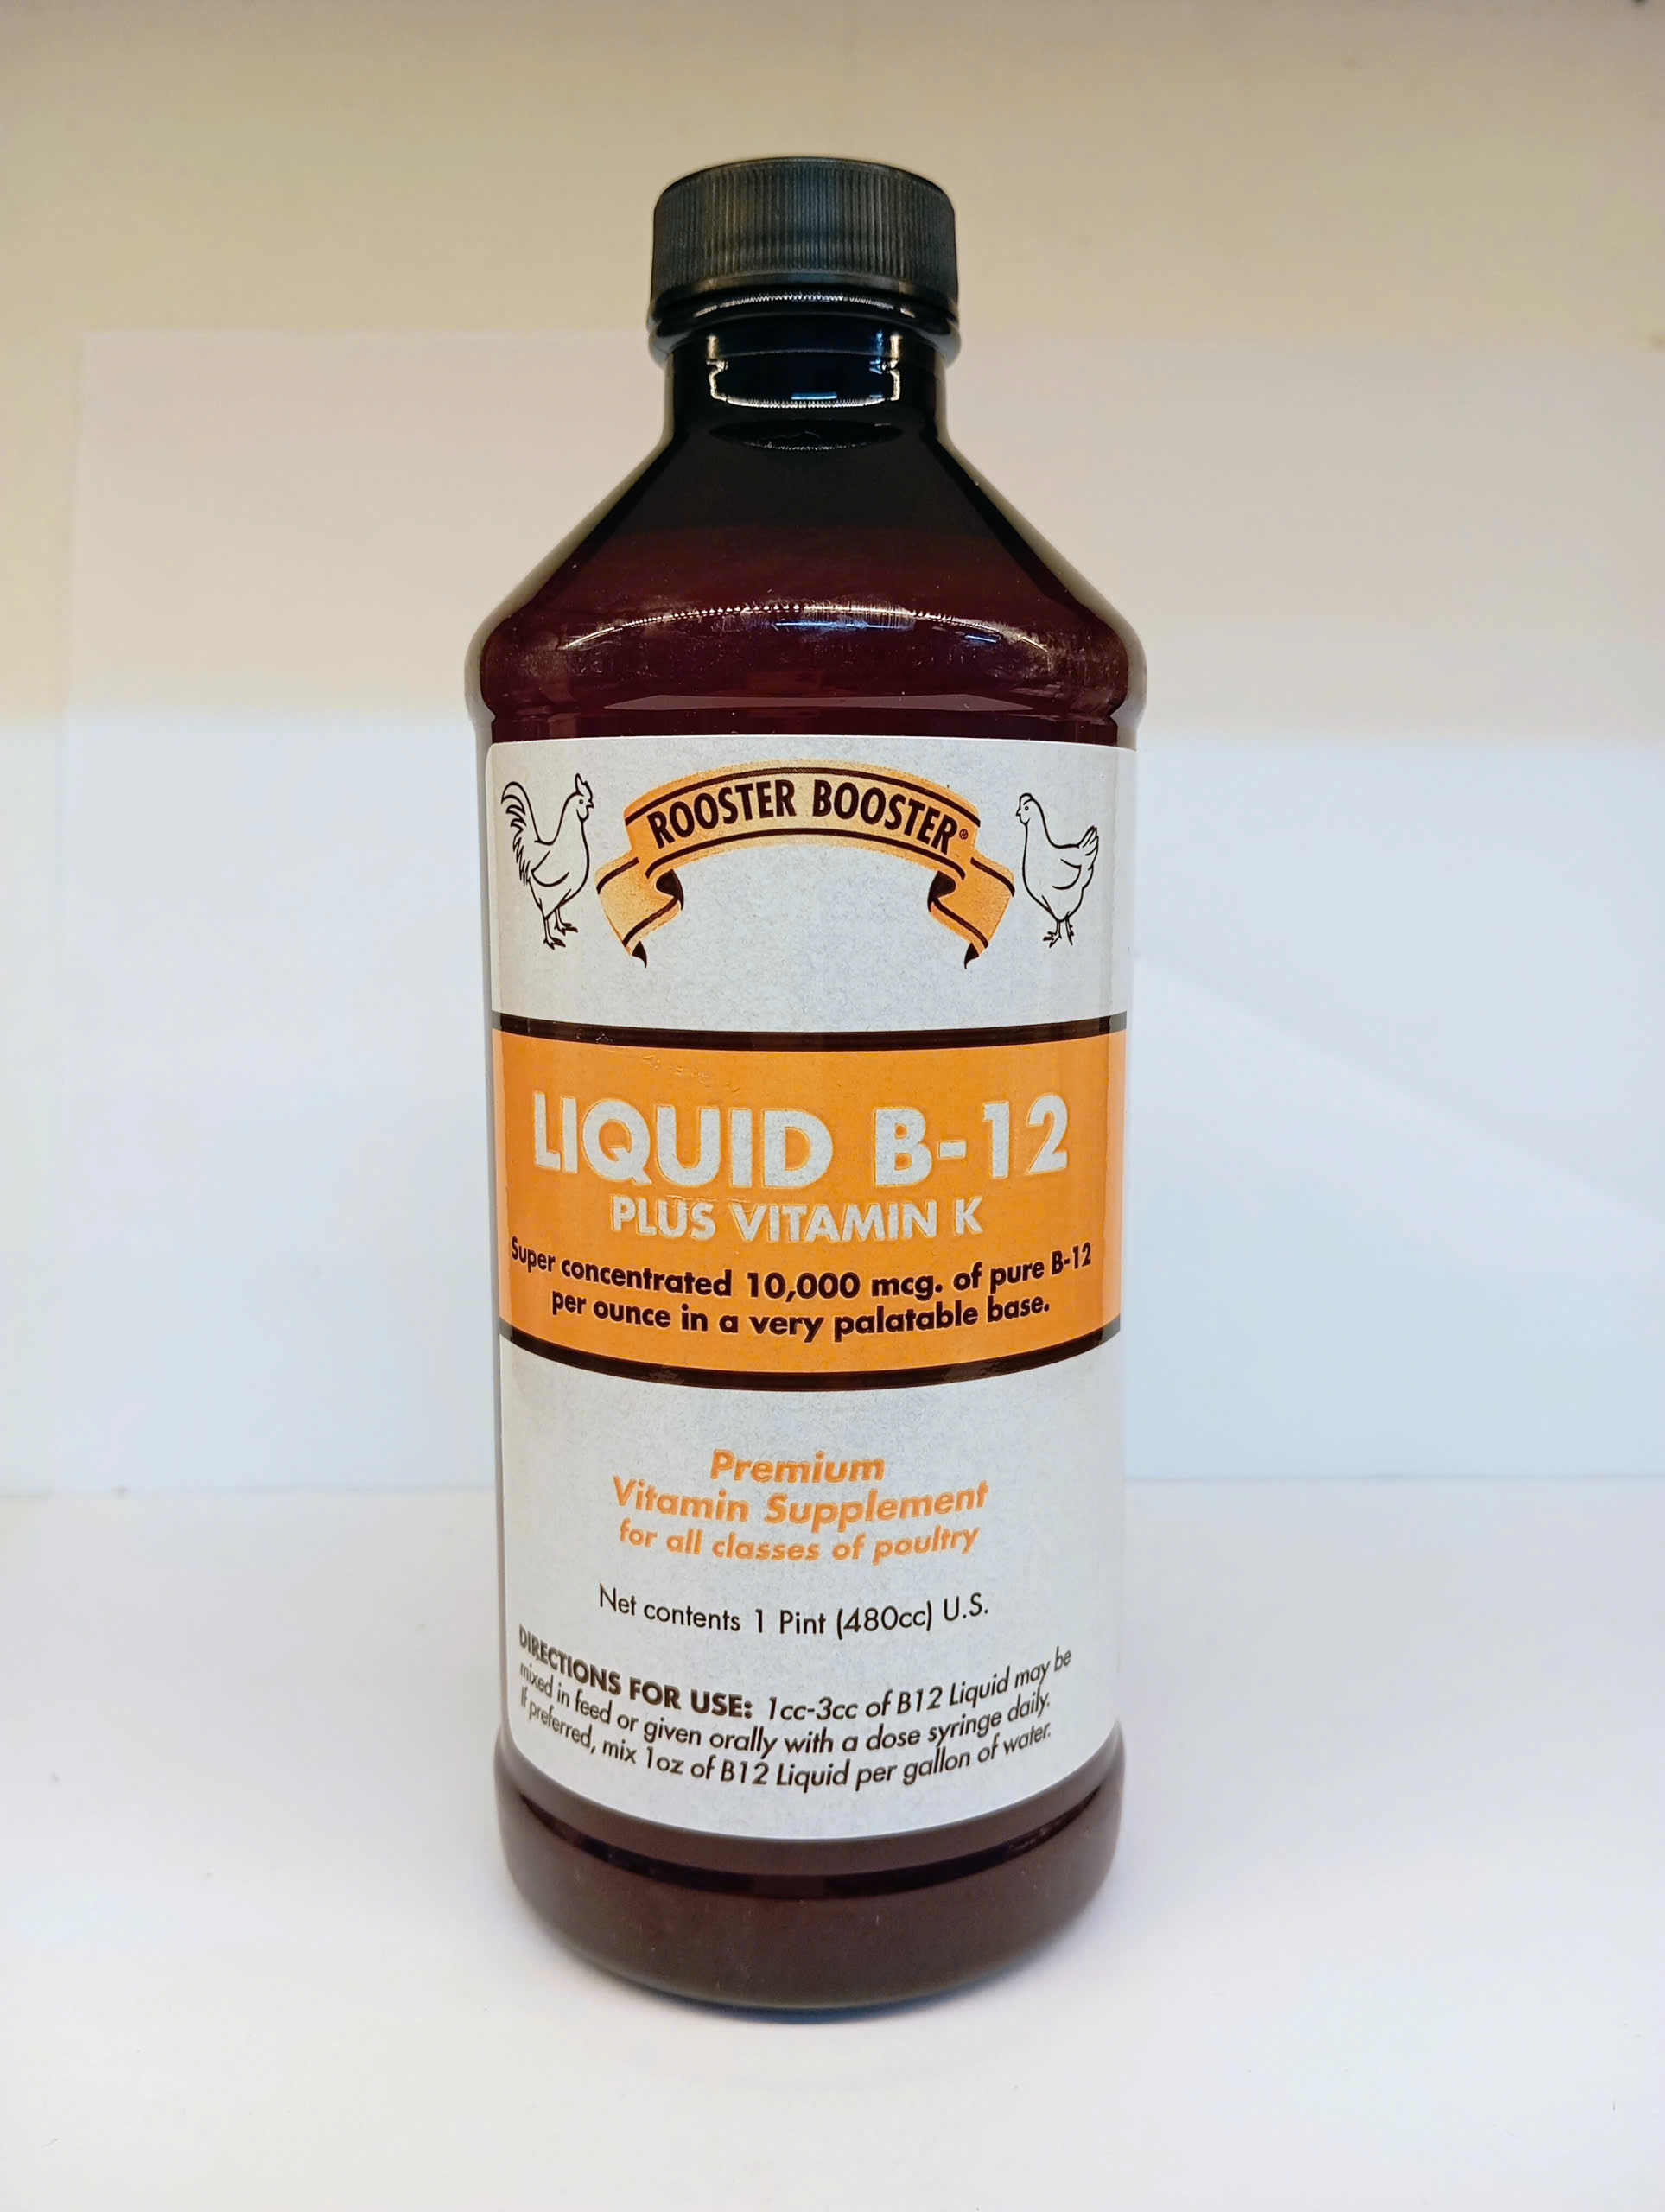 ROOSTER BOOSTER®
LIQUID B-12
PLUS VITAMIN K
Super concentrated 10,000 mcg. of pure B-12
per ounce in a very palatable base.
Premium
Vitamin Supplement
for all classes of poultry
Net contents 1 Pint (480cc) U.S.
DIRECTIONS FOR USE: 1cc-3cc of B12 Liquid may be
mixed in feed or given orally with a dose syringe daily.
If preferred, mix 1oz of B12 Liquid per gallon of water.